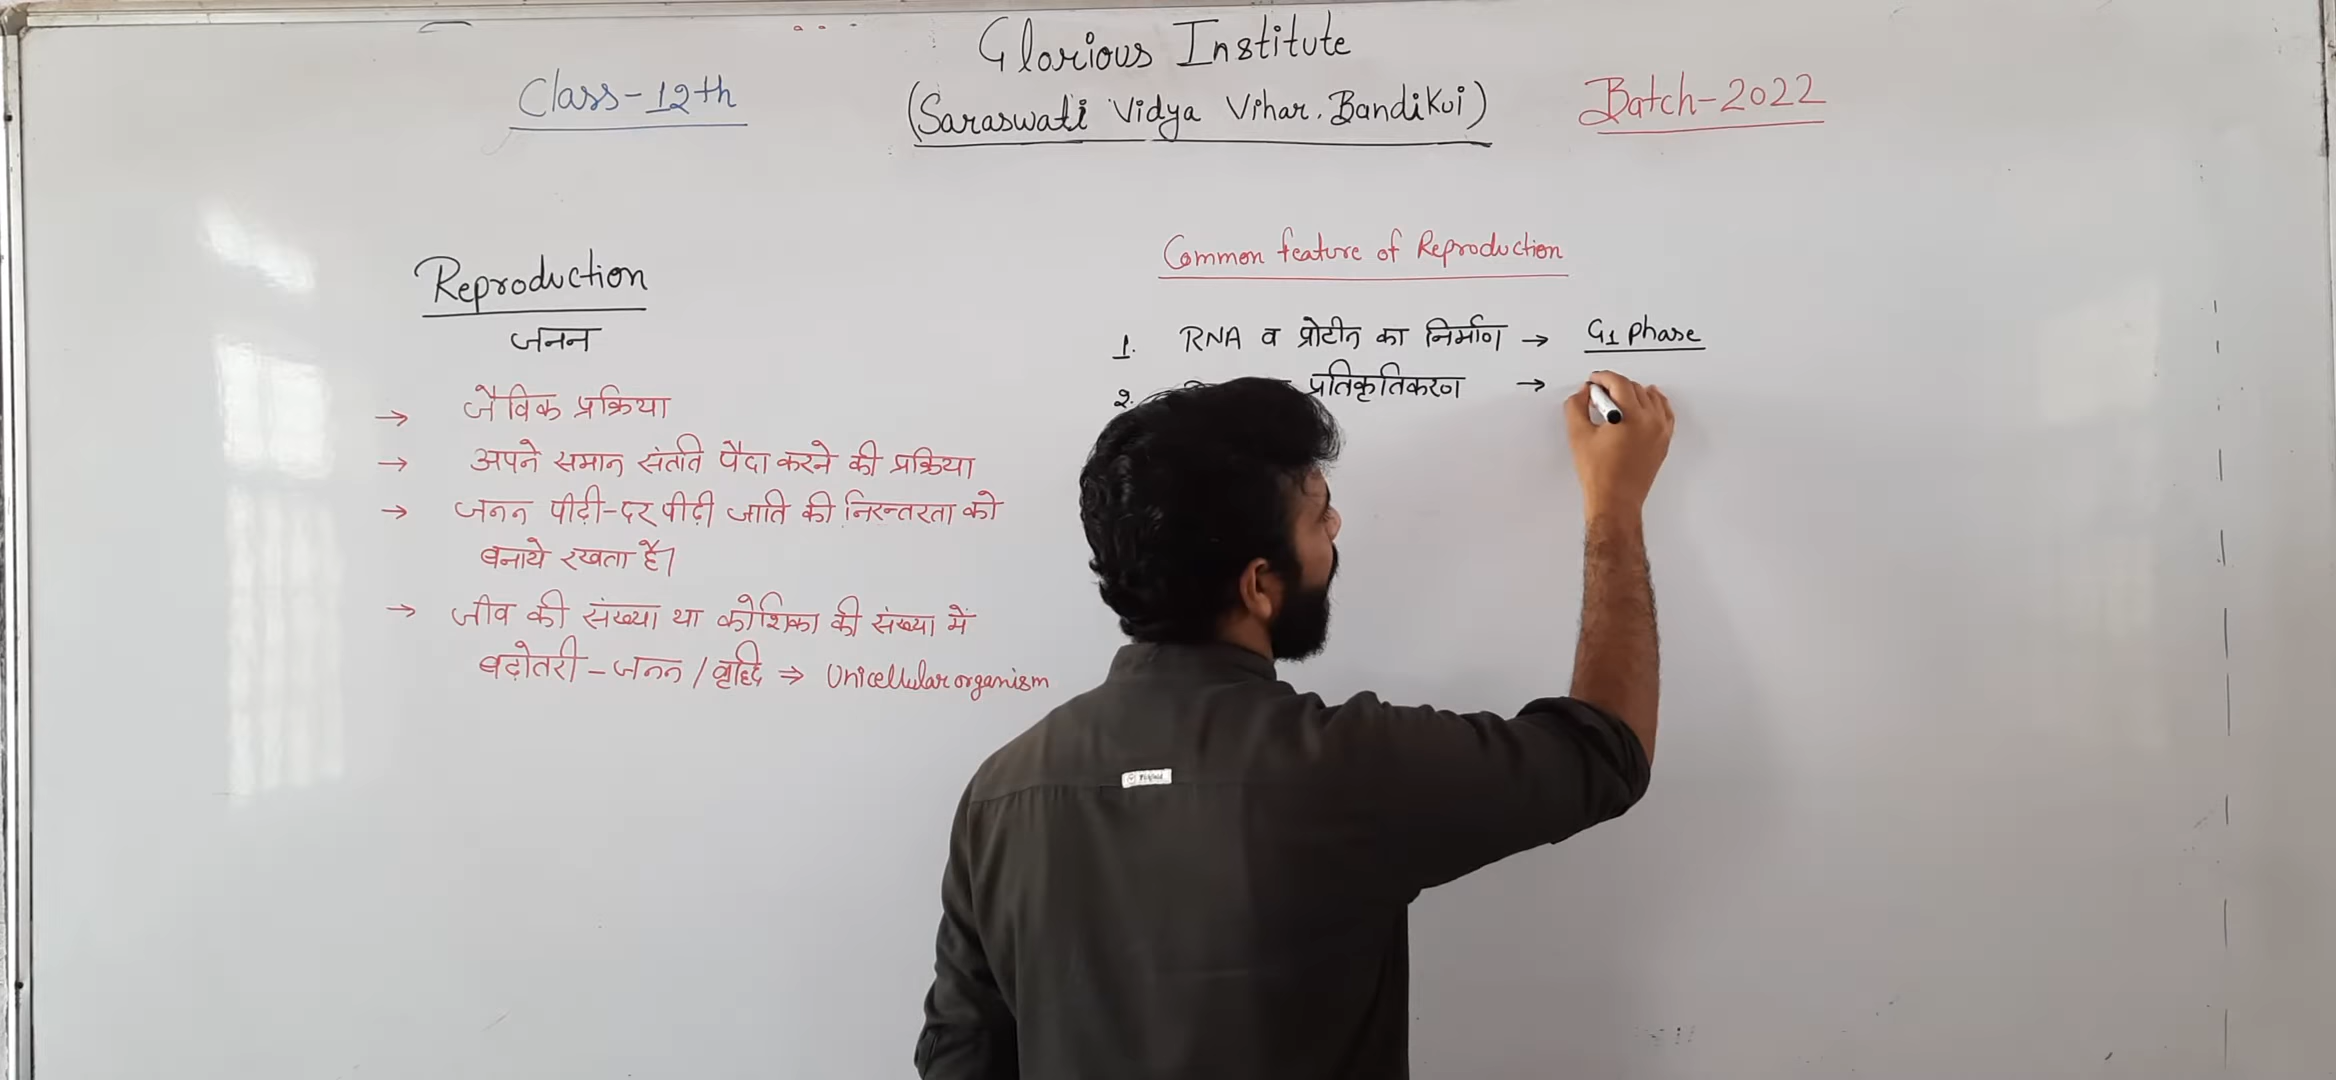 Glorious Institute
Class-12th
(Saraswati Vidya Vihar, Bandikui)
Batch-2022
Reproduction
जनन
→ जैविक प्रक्रिया
→ अपने समान संतति पैदा करने की प्रक्रिया
→ जनन पीढ़ी-दर पीढ़ी जाति की निरन्तरता को
बनाये रखता है।
→ जीव की संख्या या कोशिका की संख्या में
बढ़ोतरी - जनन / वृद्धि ⇒ Unicellular organism
Common feature of Reproduction
1. RNA व प्रोटीन का निर्माण → G1 phase
2. प्रतिकृतिकरण →